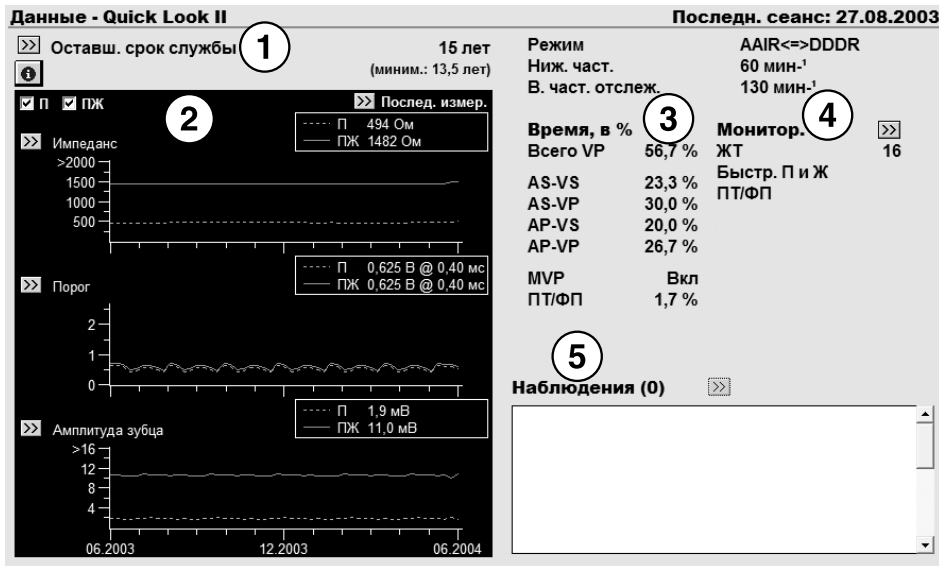 Данные - Quick Look II Последн. сеанс: 27.08.2003
>> Оставш. срок службы 1 15 лет
(миним.: 13,5 лет)
Режим AAIR<=>DDDR
Ниж. част. 60 мин-¹
В. част. отслеж. 130 мин-¹
П ПЖ 2 >> Послед. измер.
П 494 Ом
ПЖ 1482 Ом
>> Импеданс
>2000
1500
1000
500
П 0,625 В @ 0,40 мс
ПЖ 0,625 В @ 0,40 мс
>> Порог
2
1
0
П 1,9 мВ
ПЖ 11,0 мВ
>> Амплитуда зубца
>16
12
8
4
06.2003 12.2003 06.2004
3
Время, в %
Всего VP 56,7 %
AS-VS 23,3 %
AS-VP 30,0 %
AP-VS 20,0 %
AP-VP 26,7 %
MVP Вкл
ПТ/ФП 1,7 %
4
Монитор. >>
ЖТ 16
Быстр. П и Ж
ПТ/ФП
5
Наблюдения (0) >>